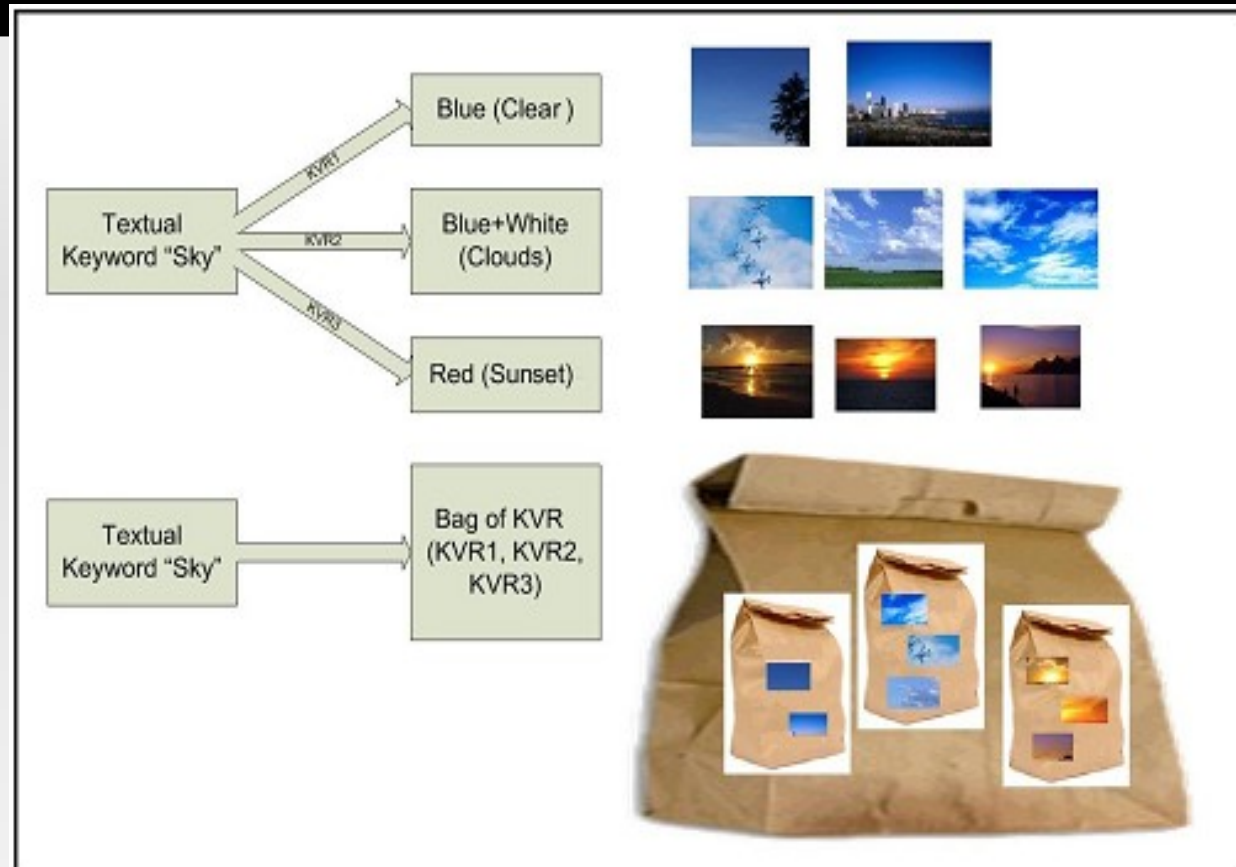 Blue (Clear )
KVR1
Textual
Keyword “Sky”
KVR2
Blue+White
(Clouds)
KVR3
Red (Sunset)
Textual
Keyword “Sky”
Bag of KVR
(KVR1, KVR2,
KVR3)